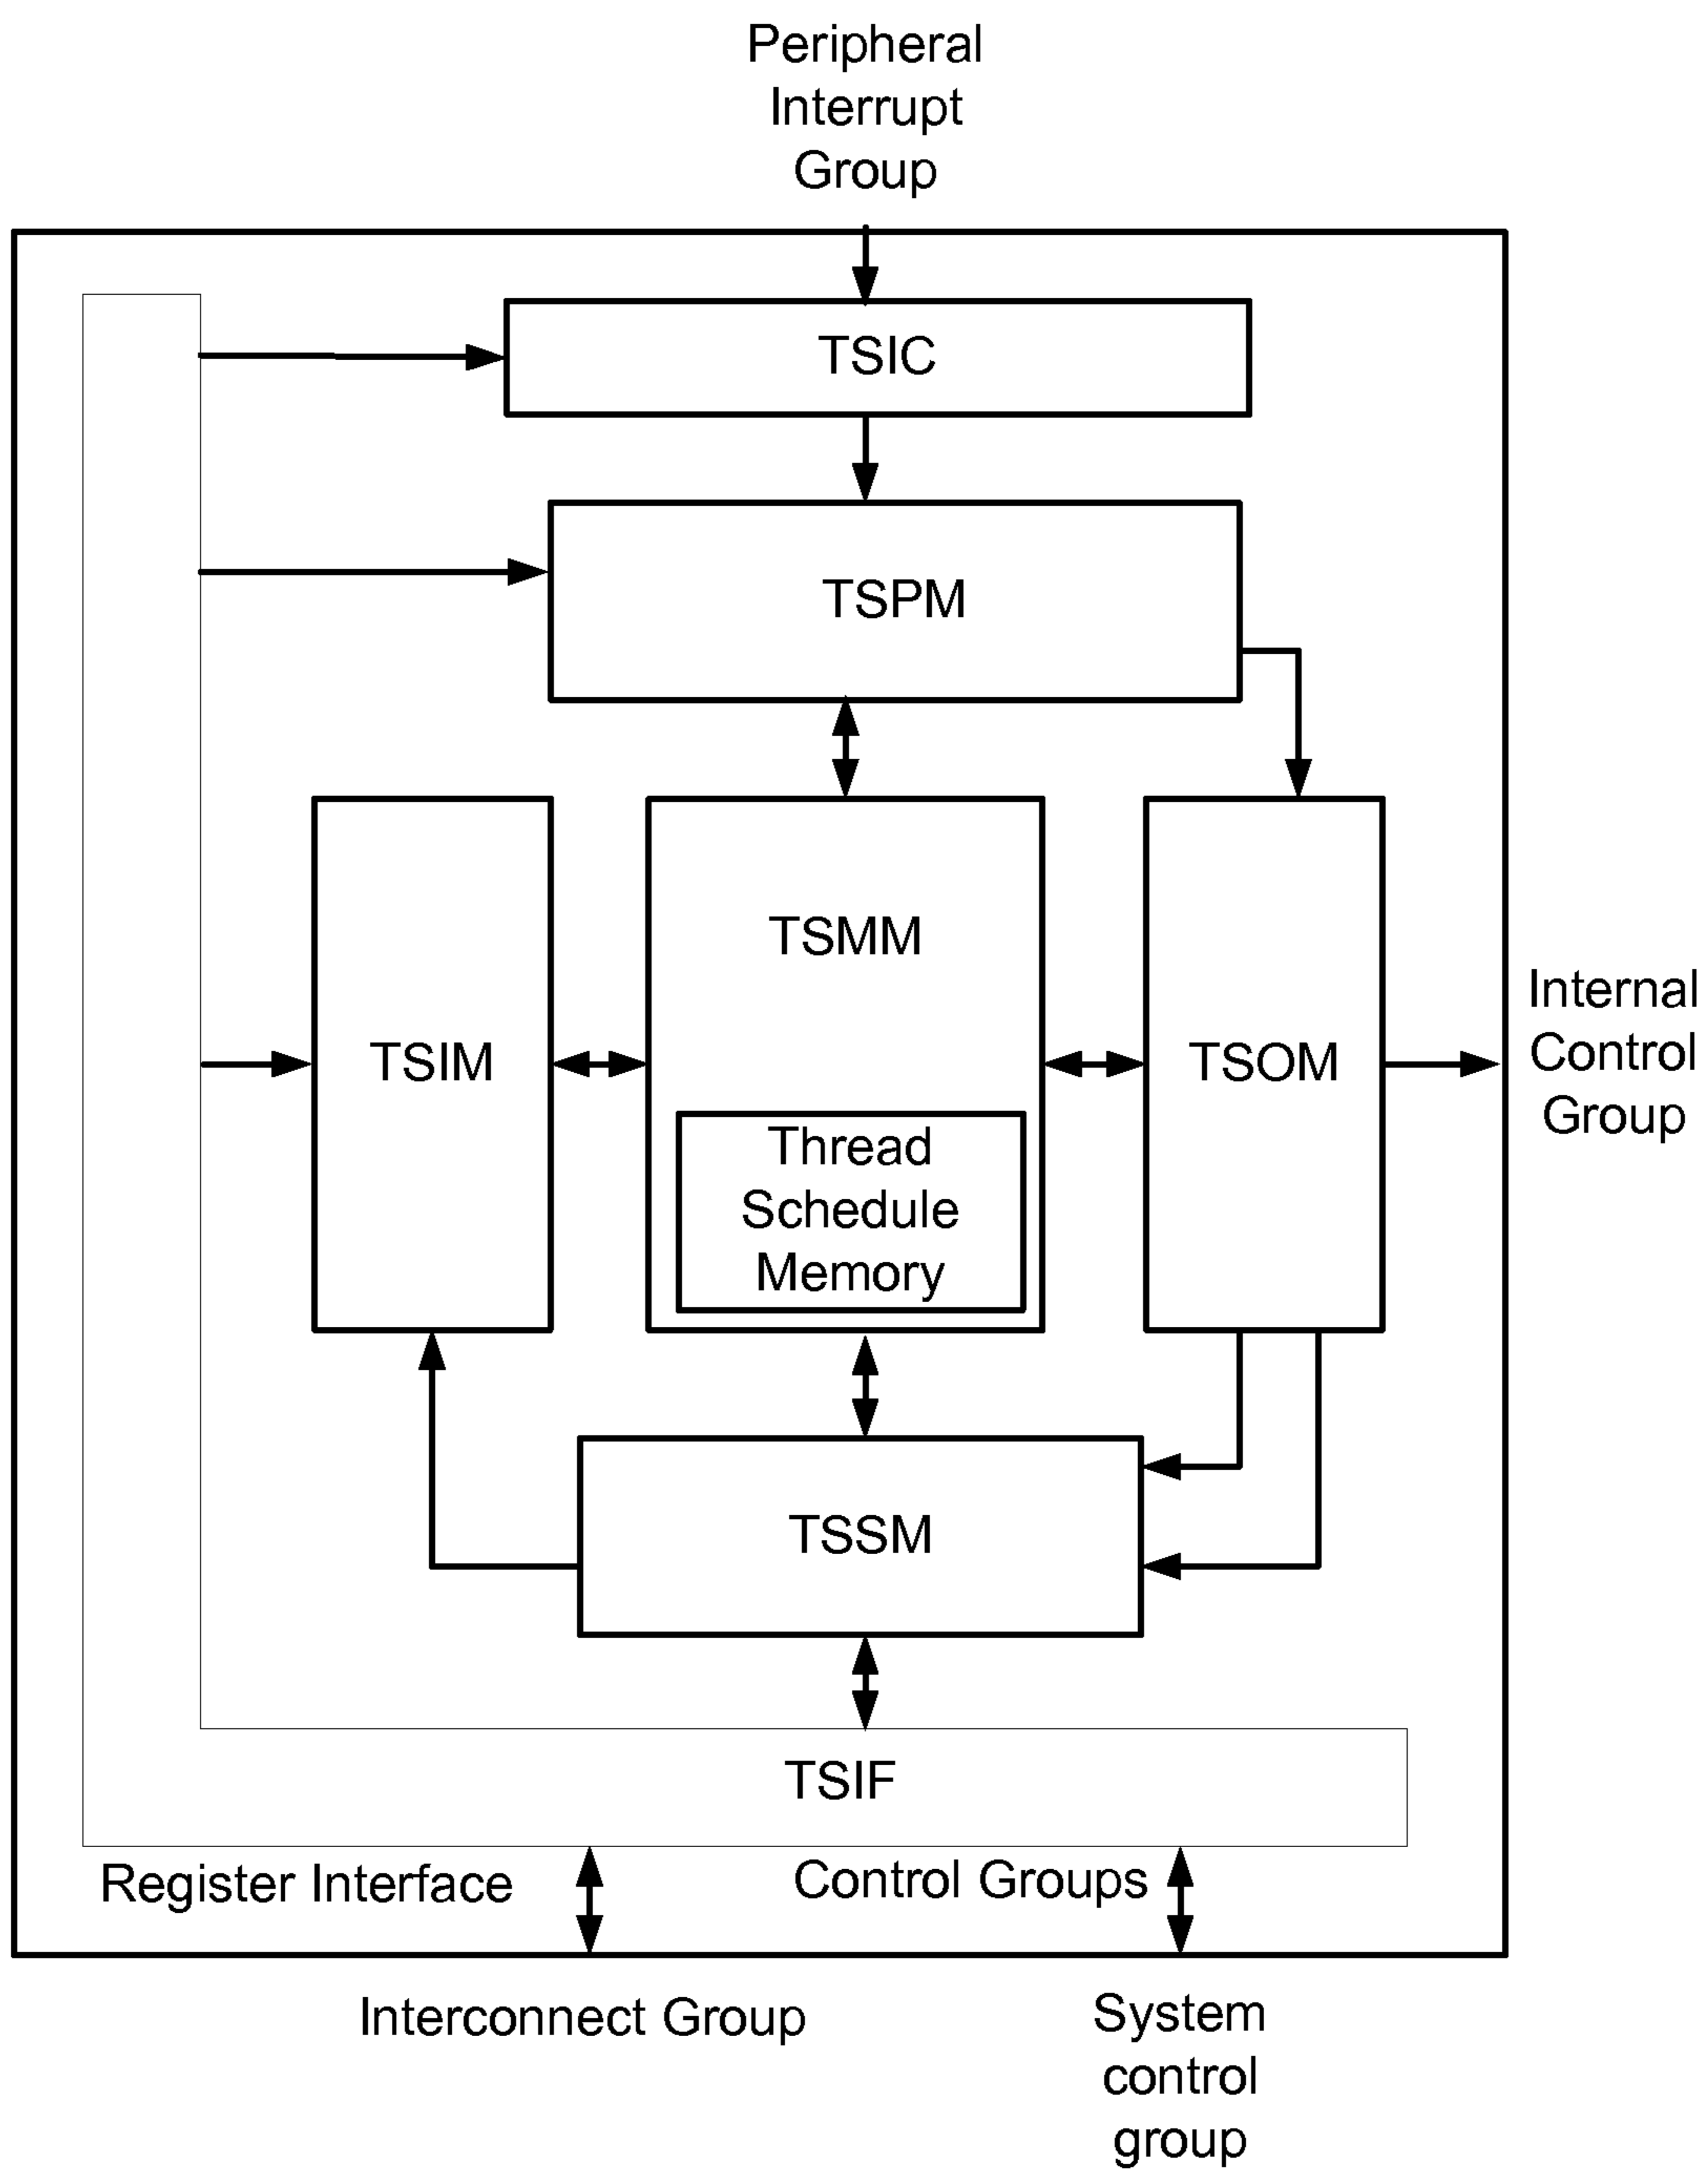 Peripheral
Interrupt
Group
TSIC
TSPM
TSMM
TSIM
TSOM
Internal
Control
Group
Thread
Schedule
Memory
TSSM
TSIF
Register Interface
Control Groups
Interconnect Group
System
control
group